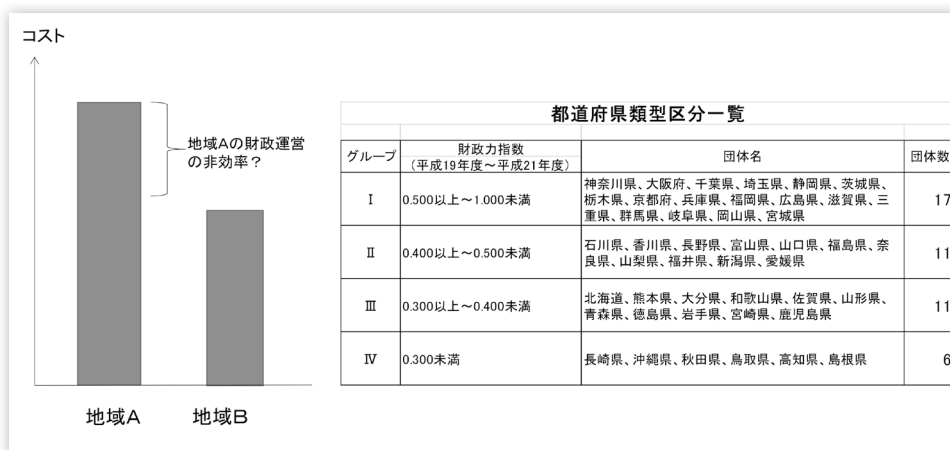 コスト
地域Aの財政運営
の非効率？
地域A
地域B
都道府県類型区分一覧
グループ
財政力指数
（平成19年度～平成21年度）
団体名
団体数
Ⅰ
0.500以上～1.000未満
神奈川県、大阪府、千葉県、埼玉県、静岡県、茨城県、
栃木県、京都府、兵庫県、福岡県、広島県、滋賀県、三
重県、群馬県、岐阜県、岡山県、宮城県
17
Ⅱ
0.400以上～0.500未満
石川県、香川県、長野県、富山県、山口県、福島県、奈
良県、山梨県、福井県、新潟県、愛媛県
11
Ⅲ
0.300以上～0.400未満
北海道、熊本県、大分県、和歌山県、佐賀県、山形県、
青森県、徳島県、岩手県、宮崎県、鹿児島県
11
Ⅳ
0.300未満
長崎県、沖縄県、秋田県、鳥取県、高知県、島根県
6